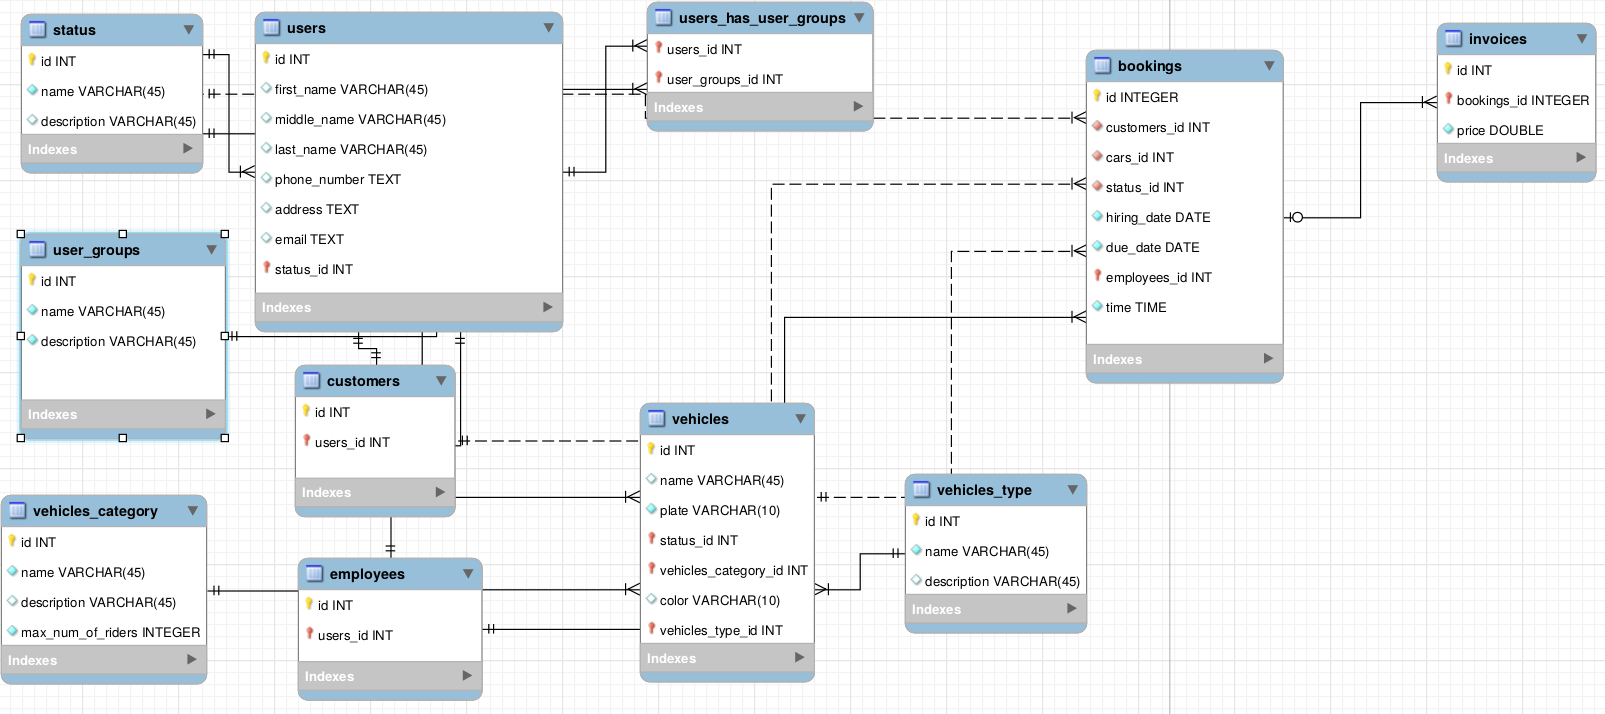 status
id INT
name VARCHAR(45)
description VARCHAR(45)
Indexes
users
id INT
first_name VARCHAR(45)
middle_name VARCHAR(45)
last_name VARCHAR(45)
phone_number TEXT
address TEXT
email TEXT
status_id INT
Indexes
users_has_user_groups
users_id INT
user_groups_id INT
Indexes
bookings
id INTEGER
customers_id INT
cars_id INT
status_id INT
hiring_date DATE
due_date DATE
employees_id INT
time TIME
Indexes
invoices
id INT
bookings_id INTEGER
price DOUBLE
Indexes
user_groups
id INT
name VARCHAR(45)
description VARCHAR(45)
Indexes
customers
id INT
users_id INT
Indexes
vehicles
id INT
name VARCHAR(45)
plate VARCHAR(10)
status_id INT
vehicles_category_id INT
color VARCHAR(10)
vehicles_type_id INT
Indexes
vehicles_type
id INT
name VARCHAR(45)
description VARCHAR(45)
Indexes
vehicles_category
id INT
name VARCHAR(45)
description VARCHAR(45)
max_num_of_riders INTEGER
Indexes
employees
id INT
users_id INT
Indexes